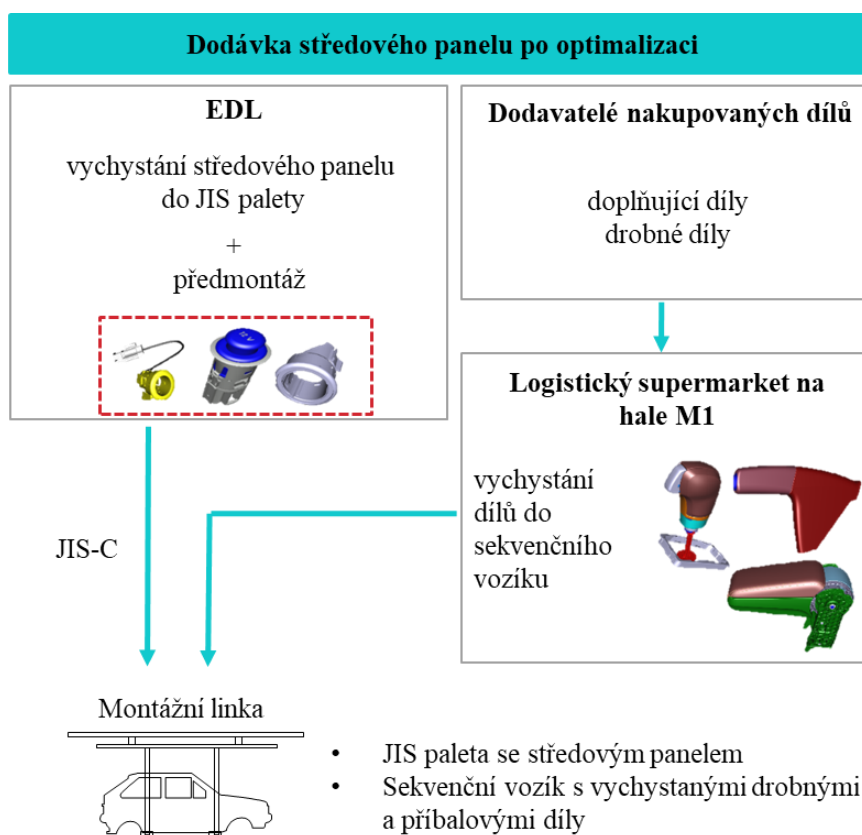 Dodávka středového panelu po optimalizaci
EDL
vychystání středového panelu
do JIS palety
+
předmontáž
12 V
Dodavatelé nakupovaných dílů
doplňující díly
drobné díly
Logistický supermarket na
hale M1
vychystání
dílů do
sekvenčního
vozíku
JIS-C
Montážní linka
• JIS paleta se středovým panelem
• Sekvenční vozík s vychystanými drobnými
a příbalovými díly